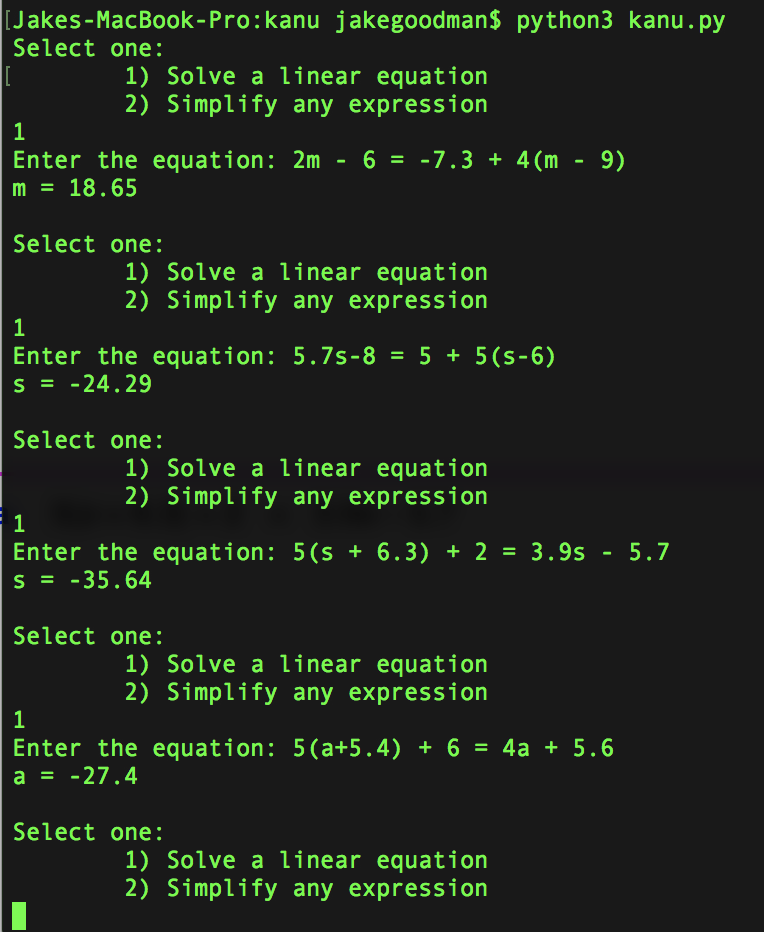 [Jakes-MacBook-Pro:kanu jakegoodman$ python3 kanu.py
Select one:
[ 1) Solve a linear equation
2) Simplify any expression
1
Enter the equation: 2m - 6 = -7.3 + 4(m - 9)
m = 18.65
Select one:
1) Solve a linear equation
2) Simplify any expression
1
Enter the equation: 5.7s-8 = 5 + 5(s-6)
s = -24.29
Select one:
1) Solve a linear equation
2) Simplify any expression
1
Enter the equation: 5(s + 6.3) + 2 = 3.9s - 5.7
s = -35.64
Select one:
1) Solve a linear equation
2) Simplify any expression
1
Enter the equation: 5(a+5.4) + 6 = 4a + 5.6
a = -27.4
Select one:
1) Solve a linear equation
2) Simplify any expression